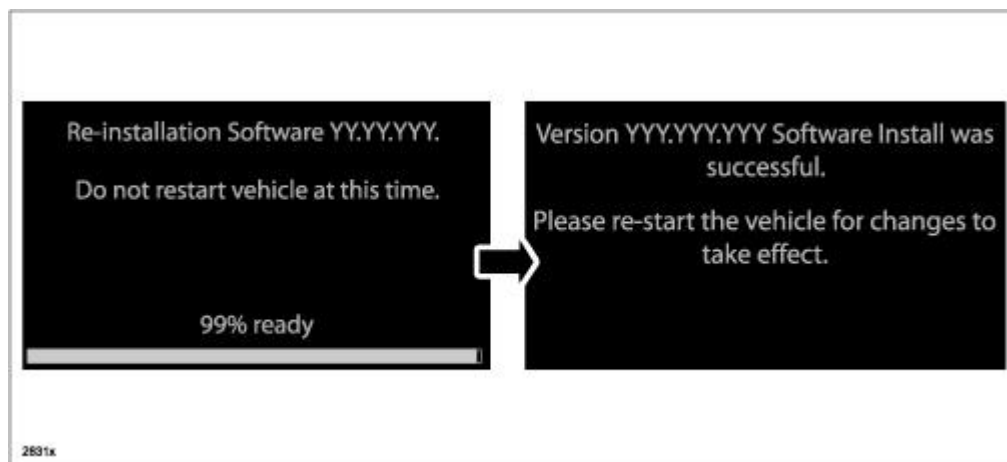 Re-installation Software YY.YY.YYY.
Do not restart vehicle at this time.
99% ready
Version YYY.YYY.YYY Software Install was
successful.
Please re-start the vehicle for changes to
take effect.
2831x